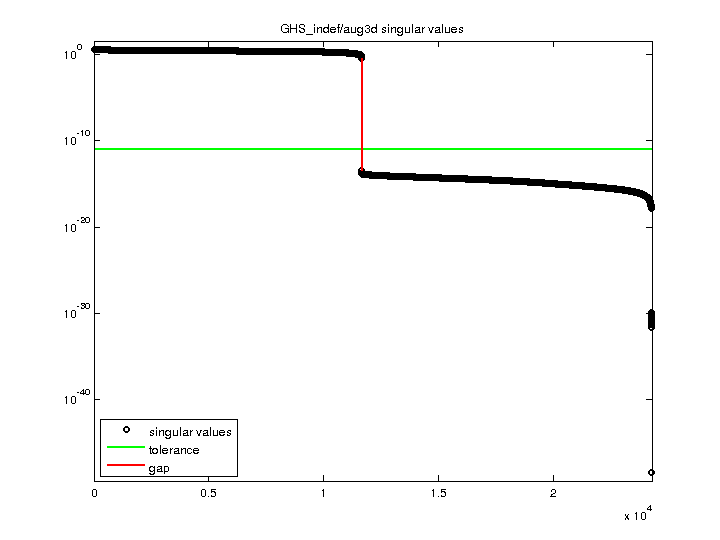 GHS_indef/aug3d singular values
10^0
10^-10
10^-20
10^-30
10^-40
singular values
tolerance
gap
0 0.5 1 1.5 2
x 10^4